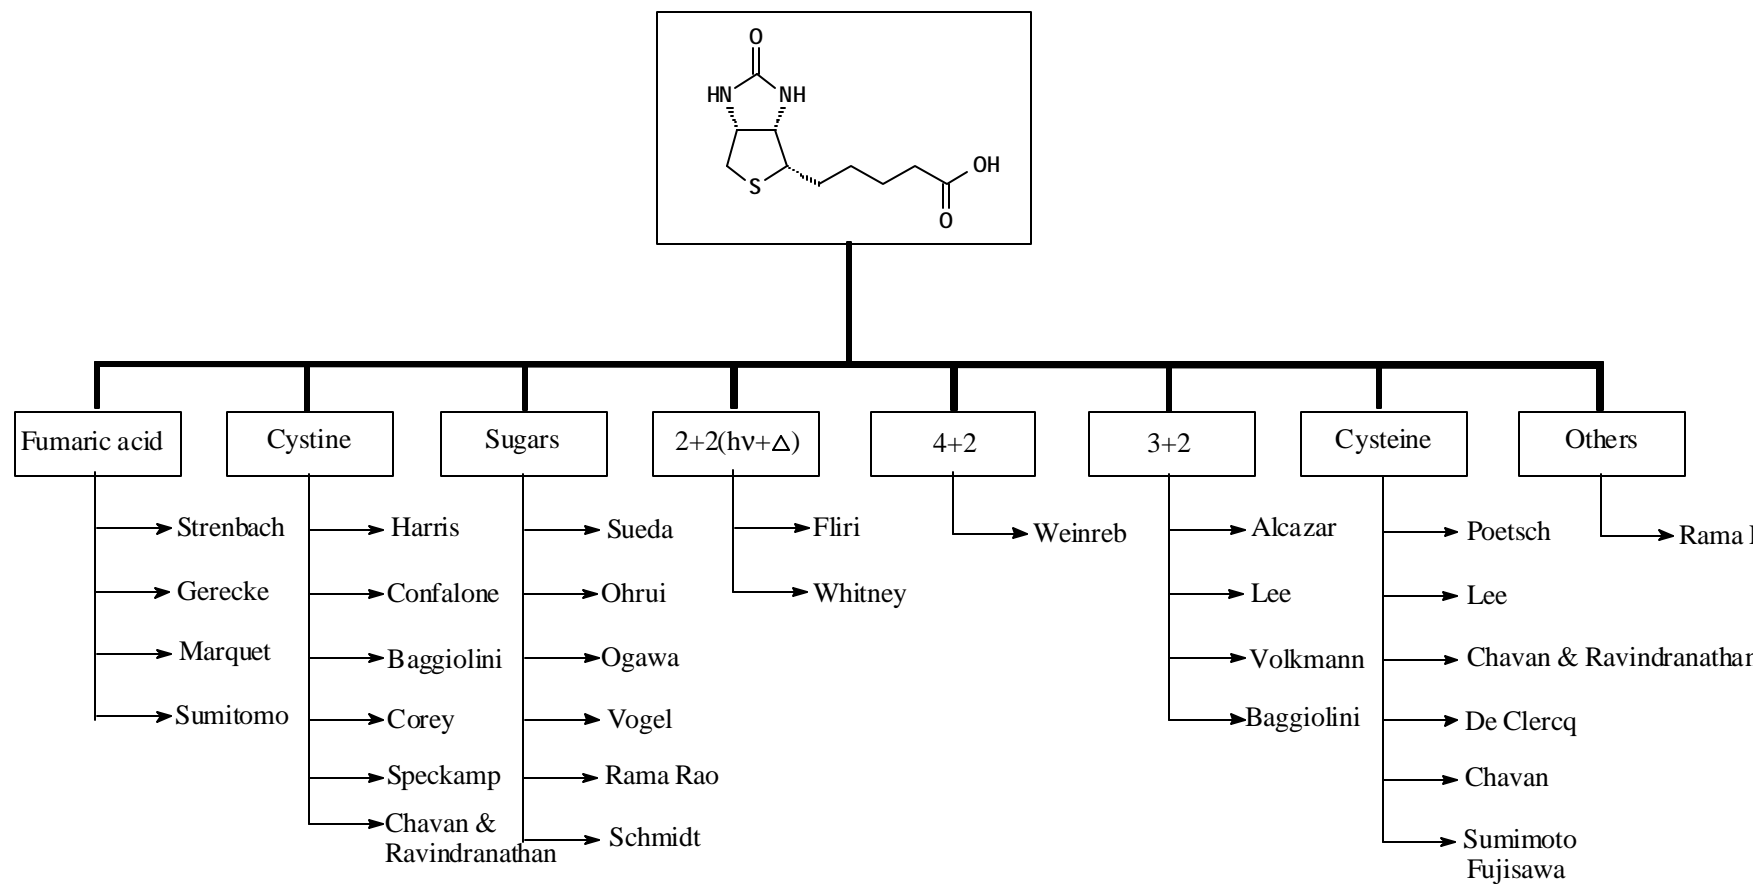 O
HN
NH
S
OH
O
Fumaric acid
Strenbach
Gerecke
Marquet
Sumitomo
Cystine
Harris
Confalone
Baggiolini
Corey
Speckamp
Chavan &
Ravindranathan
Sugars
Sueda
Ohrui
Ogawa
Vogel
Rama Rao
Schmidt
2+2(hν+△)
Fliri
Whitney
4+2
Weinreb
3+2
Alcazar
Lee
Volkmann
Baggiolini
Cysteine
Poetsch
Lee
Chavan & Ravindranathan
De Clercq
Chavan
Sumimoto
Fujisawa
Others
Rama